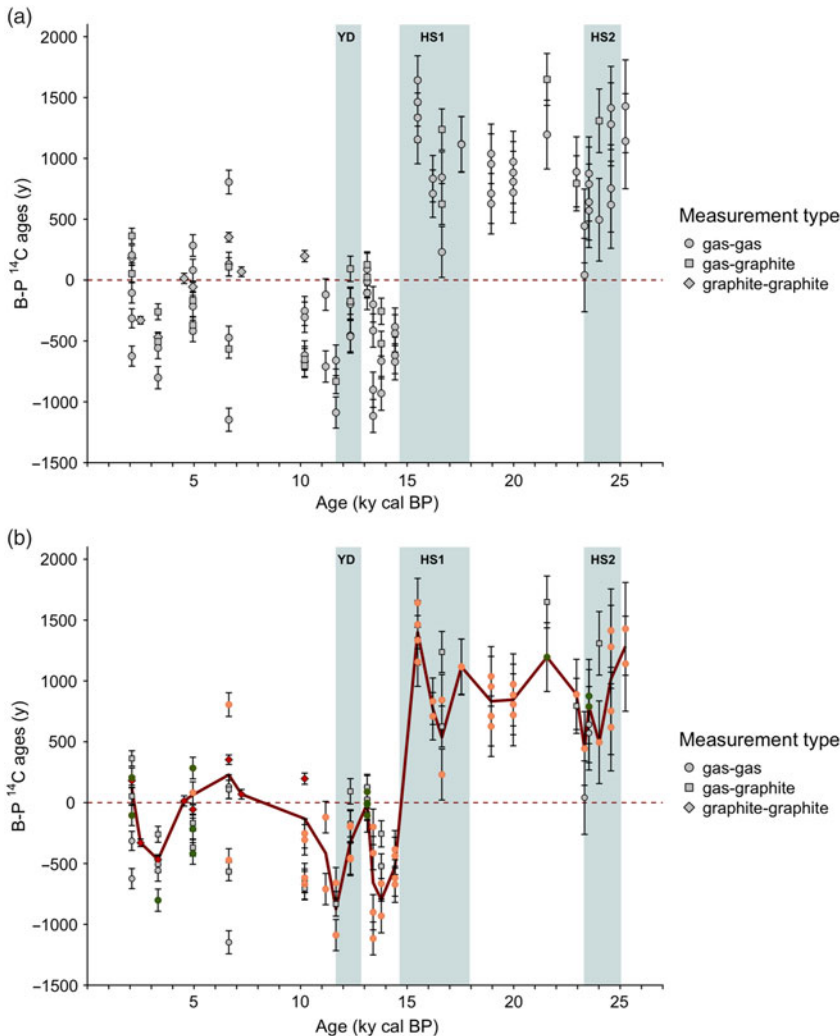 (a)
2000
1500
1000
500
0
−500
−1000
−1500
B-P ¹⁴C ages (y)
YD
HS1
HS2
5
10
15
20
25
Age (ky cal BP)
Measurement type
gas-gas
gas-graphite
graphite-graphite
(b)
2000
1500
1000
500
0
−500
−1000
−1500
B-P ¹⁴C ages (y)
YD
HS1
HS2
5
10
15
20
25
Age (ky cal BP)
Measurement type
gas-gas
gas-graphite
graphite-graphite